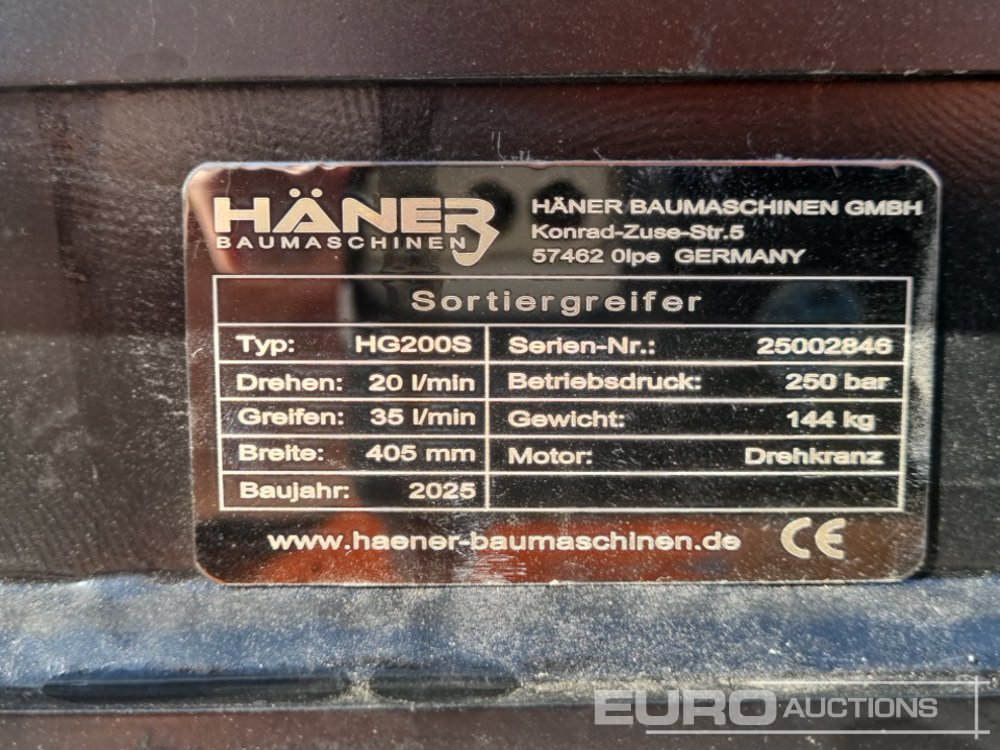 HÄNER
BAUMASCHINEN
HÄNER BAUMASCHINEN GMBH
Konrad-Zuse-Str.5
57462 Olpe GERMANY
Sortiergreifer
Typ: HG200S Serien-Nr.: 25002846
Drehen: 20 l/min Betriebsdruck: 250 bar
Greifen: 35 l/min Gewicht: 144 kg
Breite: 405 mm Motor: Drehkranz
Baujahr: 2025
www.haener-baumaschinen.de CE
EURO AUCTIONS